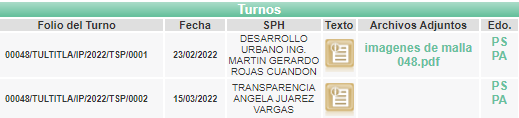 Turnos
Folio del Turno Fecha SPH Texto Archivos Adjuntos Edo.
00048/TULTITLA/IP/2022/TSP/0001 23/02/2022 DESARROLLO URBANO ING. MARTIN GERARDO ROJAS CUANDON imagenes de malla 048.pdf PS PA
00048/TULTITLA/IP/2022/TSP/0002 15/03/2022 TRANSPARENCIA ANGELA JUAREZ VARGAS PS PA